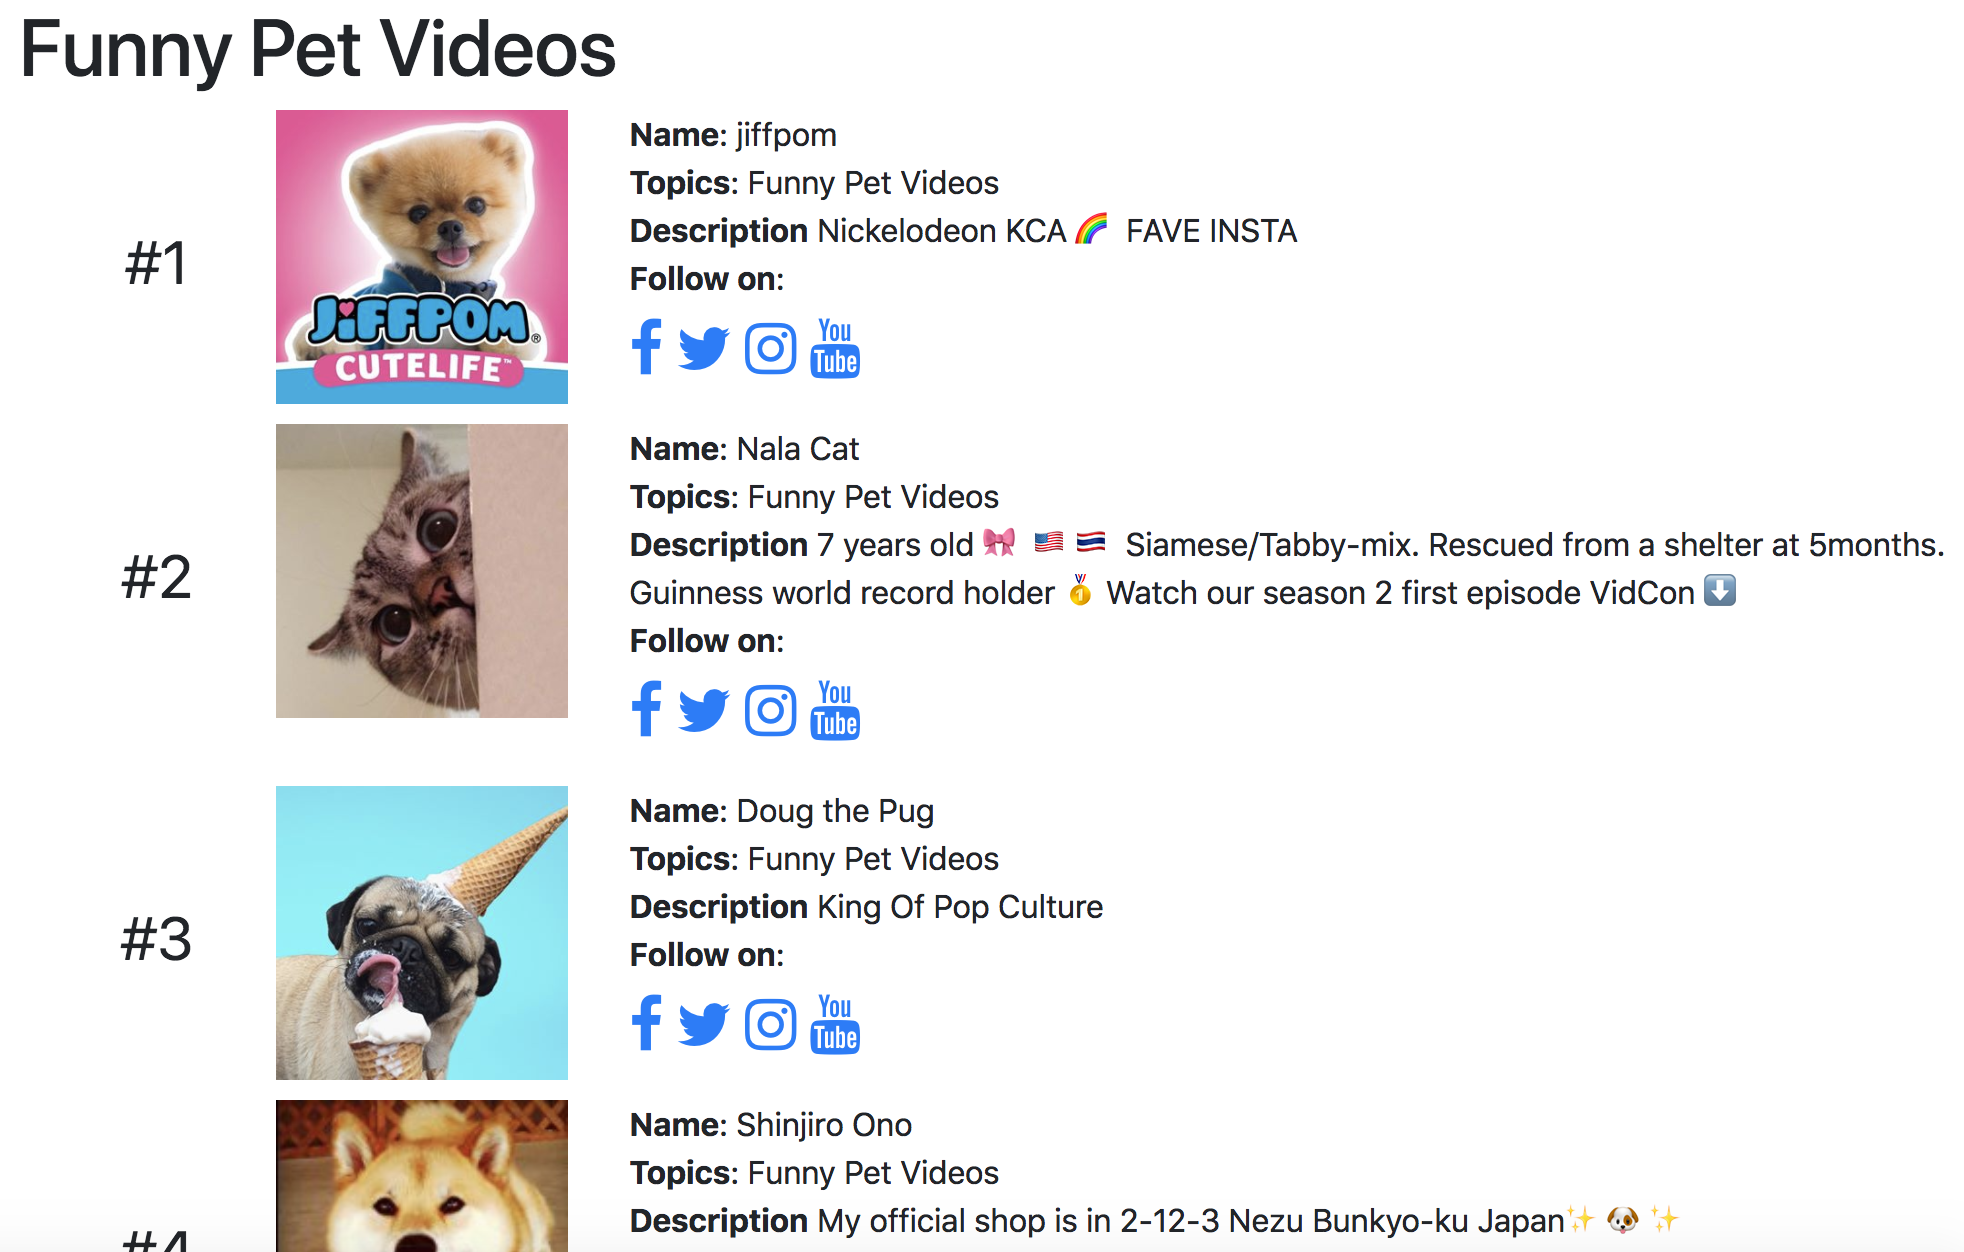 Funny Pet Videos
#1
JiFFPOM®
CUTELIFE™
Name: jiffpom
Topics: Funny Pet Videos
Description Nickelodeon KCA🌈 FAVE INSTA
Follow on:
You
Tube
#2
Name: Nala Cat
Topics: Funny Pet Videos
Description 7 years old 🎀 🇺🇸 🇹🇭 Siamese/Tabby-mix. Rescued from a shelter at 5months.
Guinness world record holder 🥇 Watch our season 2 first episode VidCon ⬇️
Follow on:
You
Tube
#3
Name: Doug the Pug
Topics: Funny Pet Videos
Description King Of Pop Culture
Follow on:
You
Tube
#4
Name: Shinjiro Ono
Topics: Funny Pet Videos
Description My official shop is in 2-12-3 Nezu Bunkyo-ku Japan✨ 🐶 ✨